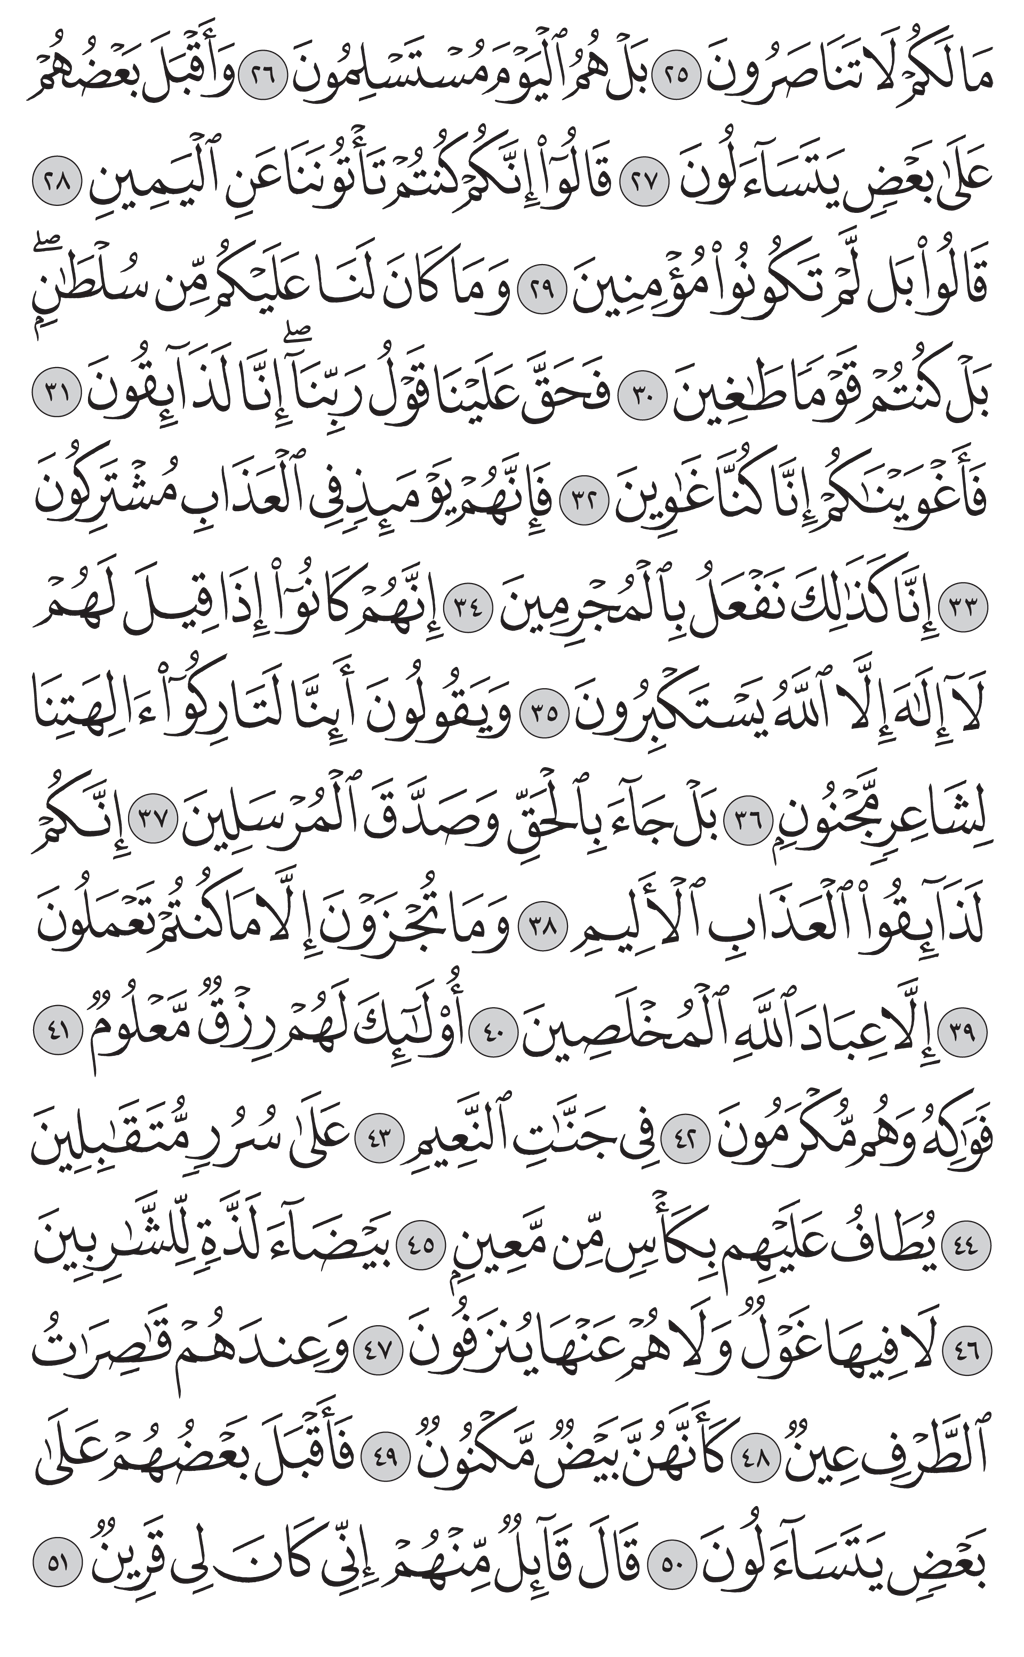 مَا لَكُمْ لَا تَنَاصَرُونَ ٢٥ بَلْ هُمُ ٱلْيَوْمَ مُسْتَسْلِمُونَ ٢٦ وَأَقْبَلَ بَعْضُهُمْ
عَلَىٰ بَعْضٍ يَتَسَآءَلُونَ ٢٧ قَالُوٓا۟ إِنَّكُمْ كُنتُمْ تَأْتُونَنَا عَنِ ٱلْيَمِينِ ٢٨
قَالُوا۟ بَل لَّمْ تَكُونُوا۟ مُؤْمِنِينَ ٢٩ وَمَا كَانَ لَنَا عَلَيْكُم مِّن سُلْطَـٰنٍۭ ۖ
بَلْ كُنتُمْ قَوْمًا طَـٰغِينَ ٣٠ فَحَقَّ عَلَيْنَا قَوْلُ رَبِّنَآ ۖ إِنَّا لَذَآئِقُونَ ٣١
فَأَغْوَيْنَـٰكُمْ إِنَّا كُنَّا غَـٰوِينَ ٣٢ فَإِنَّهُمْ يَوْمَئِذٍ فِى ٱلْعَذَابِ مُشْتَرِكُونَ
٣٣ إِنَّا كَذَٰلِكَ نَفْعَلُ بِٱلْمُجْرِمِينَ ٣٤ إِنَّهُمْ كَانُوٓا۟ إِذَا قِيلَ لَهُمْ
لَآ إِلَـٰهَ إِلَّا ٱللَّهُ يَسْتَكْبِرُونَ ٣٥ وَيَقُولُونَ أَئِنَّا لَتَارِكُوٓا۟ ءَالِهَتِنَا
لِشَاعِرٍ مَّجْنُونٍۭ ٣٦ بَلْ جَآءَ بِٱلْحَقِّ وَصَدَّقَ ٱلْمُرْسَلِينَ ٣٧ إِنَّكُمْ
لَذَآئِقُوا۟ ٱلْعَذَابِ ٱلْأَلِيمِ ٣٨ وَمَا تُجْزَوْنَ إِلَّا مَا كُنتُمْ تَعْمَلُونَ
٣٩ إِلَّا عِبَادَ ٱللَّهِ ٱلْمُخْلَصِينَ ٤٠ أُو۟لَـٰٓئِكَ لَهُمْ رِزْقٌ مَّعْلُومٌ ٤١
فَوَٰكِهُ وَهُم مُّكْرَمُونَ ٤٢ فِى جَنَّـٰتِ ٱلنَّعِيمِ ٤٣ عَلَىٰ سُرُرٍ مُّتَقَـٰبِلِينَ
٤٤ يُطَافُ عَلَيْهِم بِكَأْسٍ مِّن مَّعِينٍۭ ٤٥ بَيْضَآءَ لَذَّةٍ لِّلشَّـٰرِبِينَ
٤٦ لَا فِيهَا غَوْلٌ وَلَا هُمْ عَنْهَا يُنزَفُونَ ٤٧ وَعِندَهُمْ قَـٰصِرَٰتُ
ٱلطَّرْفِ عِينٌ ٤٨ كَأَنَّهُنَّ بَيْضٌ مَّكْنُونٌ ٤٩ فَأَقْبَلَ بَعْضُهُمْ عَلَىٰ
بَعْضٍ يَتَسَآءَلُونَ ٥٠ قَالَ قَآئِلٌ مِّنْهُمْ إِنِّى كَانَ لِى قَرِينٌ ٥١